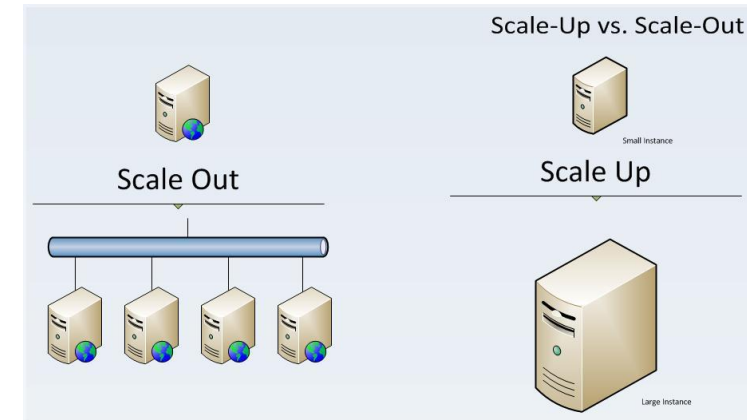 Scale-Up vs. Scale-Out
Small Instance
Scale Out
Scale Up
Large Instance